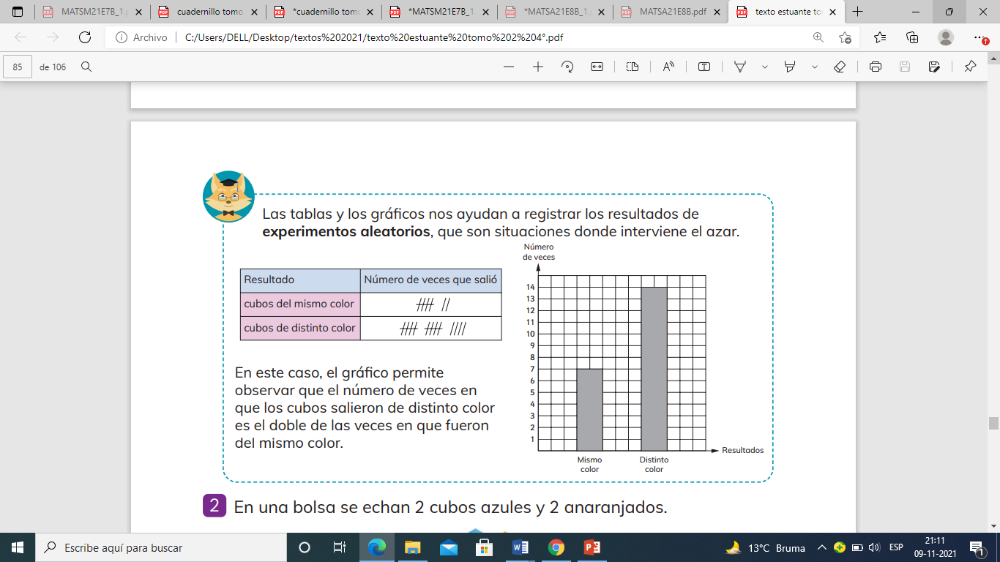 MATSM21E7B_1.p
cuadernillo tomo
*cuadernillo tomo
*MATSM21E7B_1.
*MATSA21E8B_1.p
MATSA21E8B.pdf
texto estuante to
Archivo
C:/Users/DELL/Desktop/textos%202021/texto%20estuante%20tomo%202%204°.pdf
85
de 106
Las tablas y los gráficos nos ayudan a registrar los resultados de
experimentos aleatorios, que son situaciones donde interviene el azar.
Resultado
Número de veces que salió
cubos del mismo color
cubos de distinto color
En este caso, el gráfico permite
observar que el número de veces en
que los cubos salieron de distinto color
es el doble de las veces en que fueron
del mismo color.
Número
de veces
14
13
12
11
10
9
8
7
6
5
4
3
2
1
Resultados
Mismo
color
Distinto
color
2
En una bolsa se echan 2 cubos azules y 2 anaranjados.
Escribe aquí para buscar
13°C Bruma
ESP
21:11
09-11-2021
1